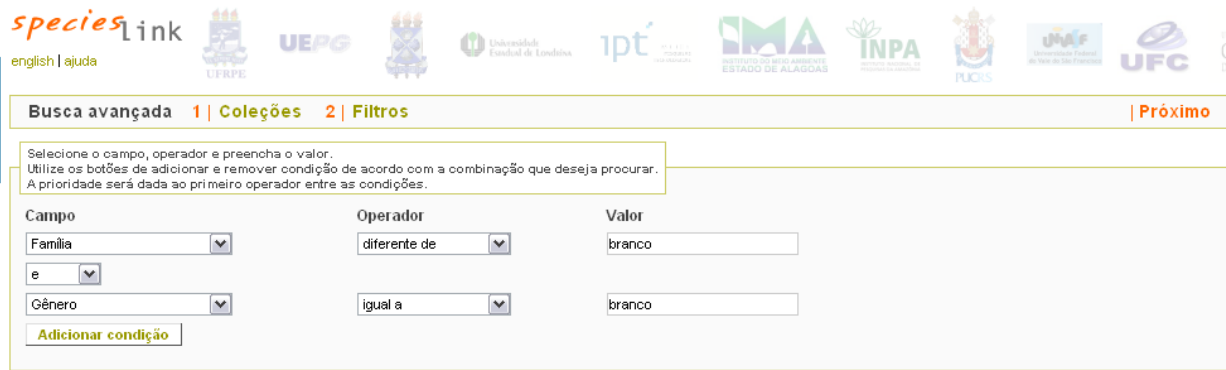 specieslink
english | ajuda
UFRPE
UEPG
Universidade
Estadual de Londrina
ipt
IMA
INSTITUTO DO MEIO AMBIENTE
ESTADO DE ALAGOAS
INPA
PUCRS
UFC
Busca avançada 1 | Coleções 2 | Filtros | Próximo
Selecione o campo, operador e preencha o valor.
Utilize os botões de adicionar e remover condição de acordo com a combinação que deseja procurar.
A prioridade será dada ao primeiro operador entre as condições.
Campo Operador Valor
Família diferente de branco
e
Gênero igual a branco
Adicionar condição